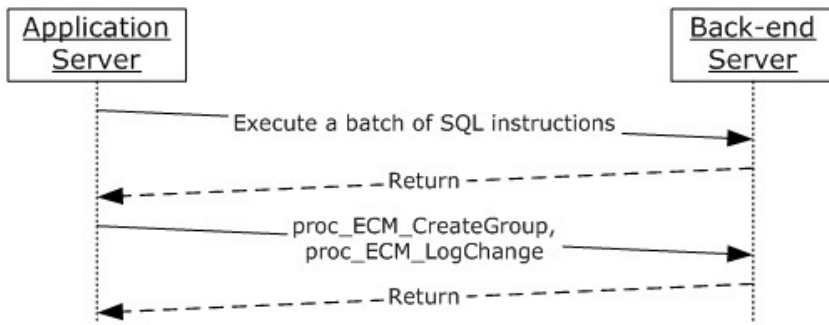 Application
Server
Back-end
Server
Execute a batch of SQL instructions
Return
proc_ECM_CreateGroup,
proc_ECM_LogChange
Return